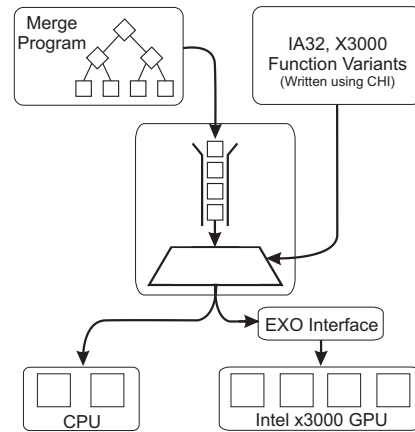 Merge
Program
IA32, X3000
Function Variants
(Written using CHI)
EXO Interface
CPU
Intel x3000 GPU